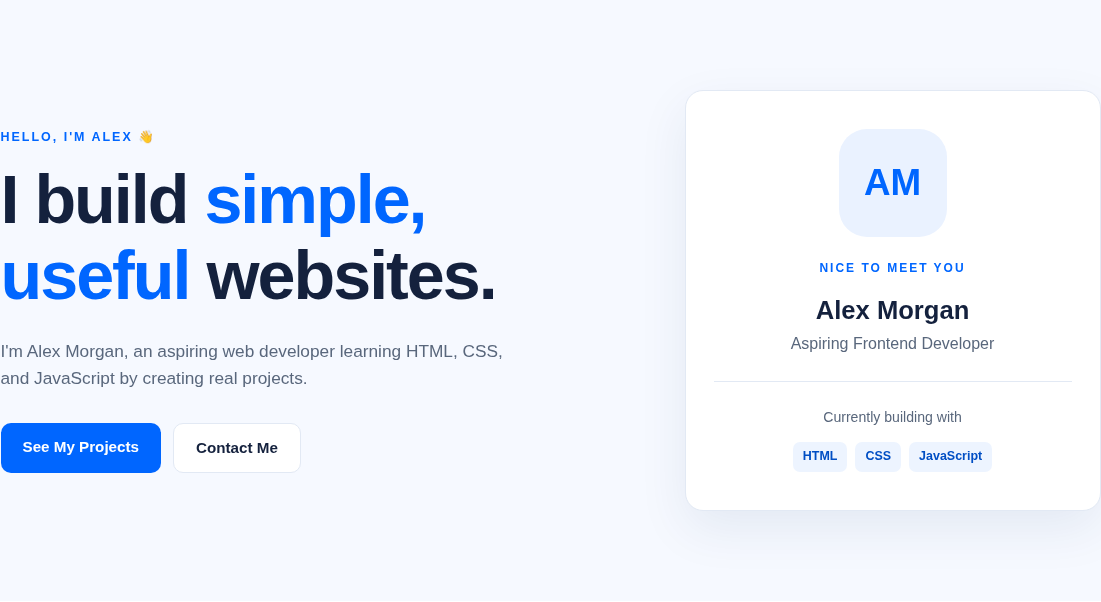 HELLO, I'M ALEX 👋
I build simple,
useful websites.
I'm Alex Morgan, an aspiring web developer learning HTML, CSS,
and JavaScript by creating real projects.
See My Projects
Contact Me
AM
NICE TO MEET YOU
Alex Morgan
Aspiring Frontend Developer
Currently building with
HTML
CSS
JavaScript